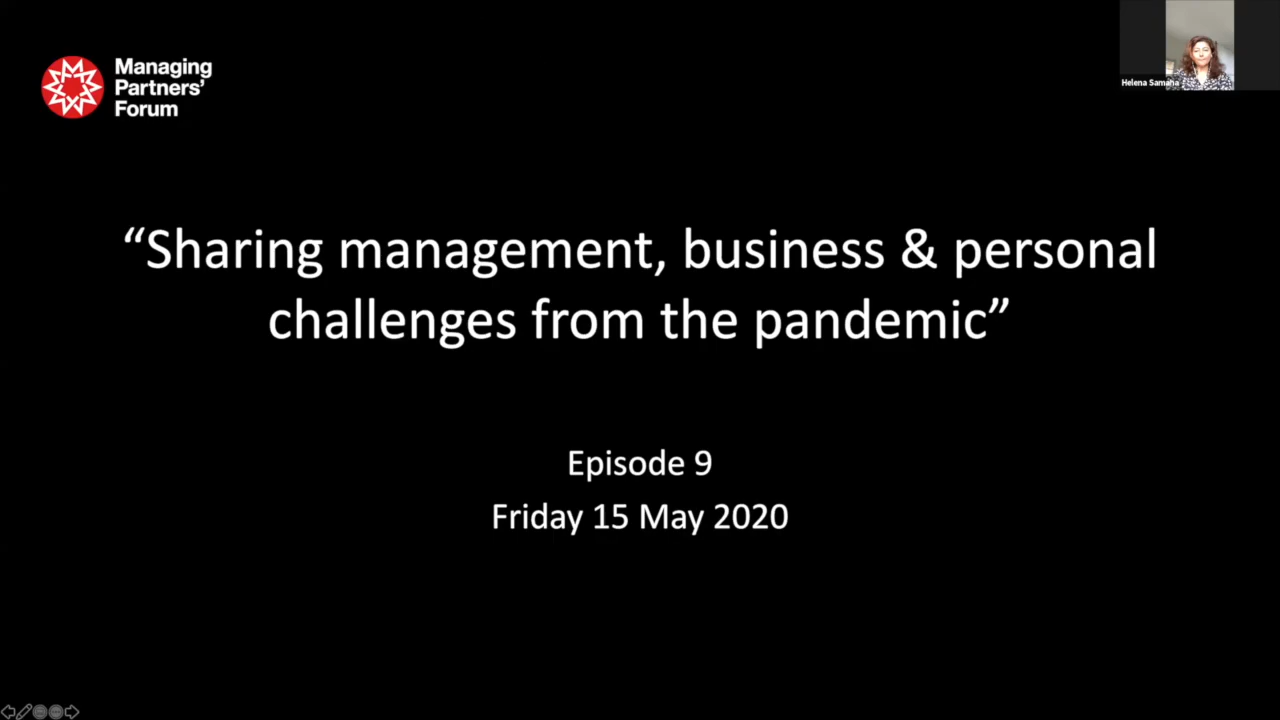 Managing
Partners’
Forum
Helena Samaha
“Sharing management, business & personal
challenges from the pandemic”
Episode 9
Friday 15 May 2020